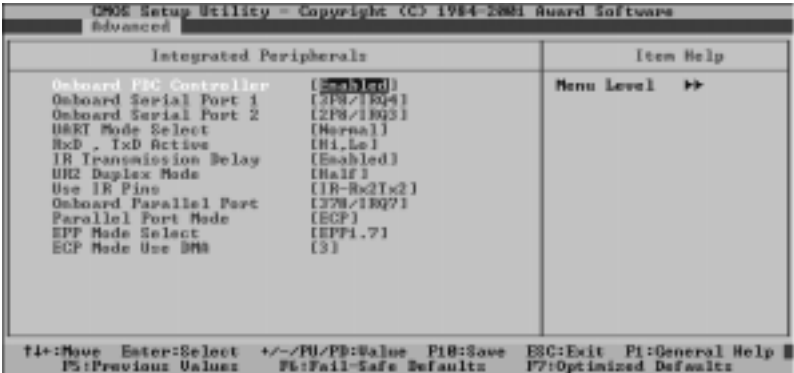 CMOS Setup Utility - Copyright (C) 1984-2001 Award Software
Advanced
Integrated Peripherals
Item Help
Onboard FDC Controller [Enabled]
Menu Level ►►
Onboard Serial Port 1 [3F8/IRQ4]
Onboard Serial Port 2 [2F8/IRQ3]
UART Mode Select [Normal]
RxD , TxD Active [Hi,Lo]
IR Transmission Delay [Enabled]
UR2 Duplex Mode [Half]
Use IR Pins [IR-Rx2Tx2]
Onboard Parallel Port [378/IRQ7]
Parallel Port Mode [ECP]
EPP Mode Select [EPP1.7]
ECP Mode Use DMA [3]
↑↓↔:Move Enter:Select +/-/PU/PD:Value F10:Save ESC:Exit F1:General Help
F5:Previous Values F6:Fail-Safe Defaults F7:Optimized Defaults